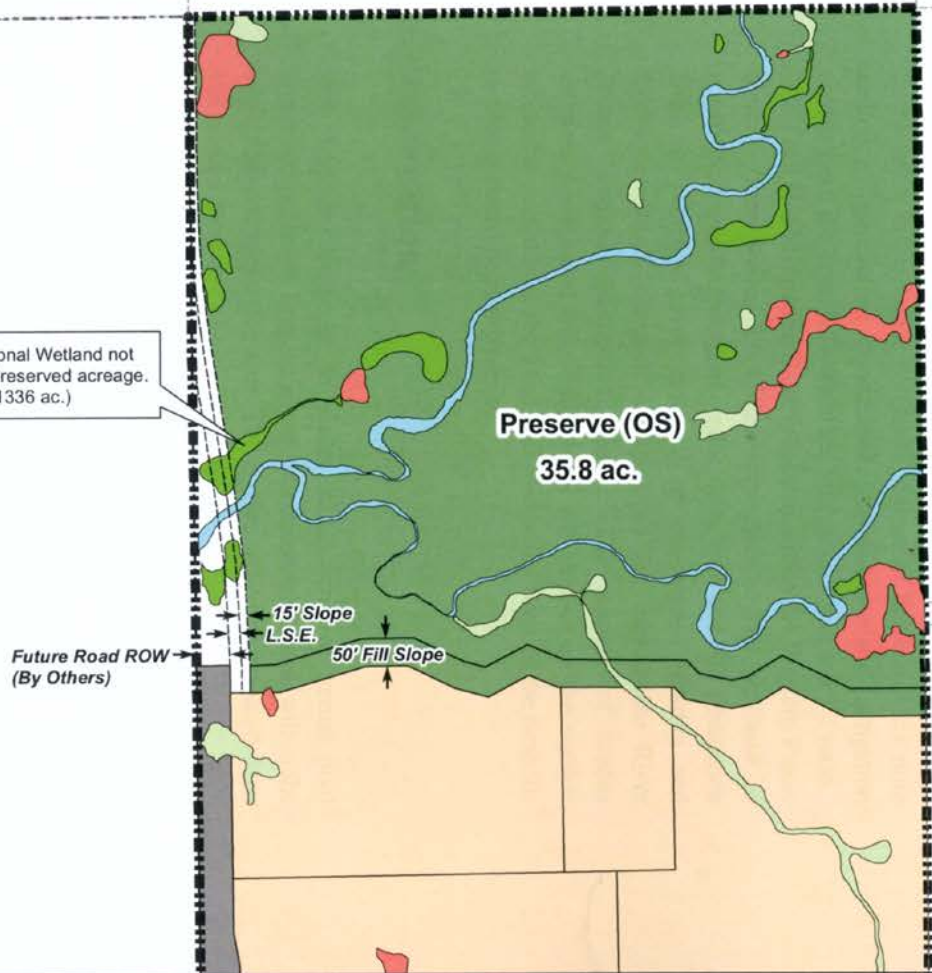 onal Wetland not
reserved acreage.
1336 ac.)
Preserve (OS)
35.8 ac.
15' Slope
L.S.E.
Future Road ROW
(By Others)
50' Fill Slope